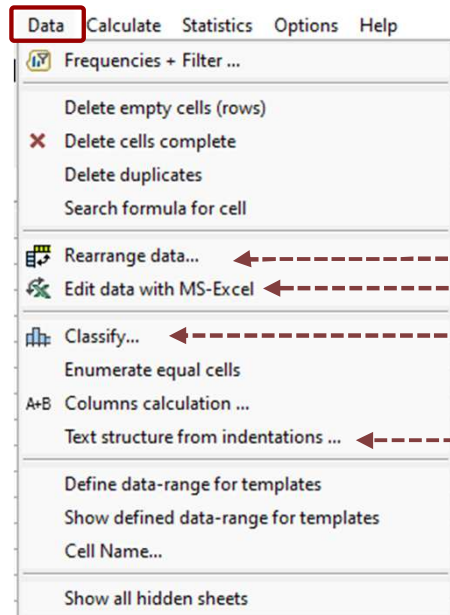 Data Calculate Statistics Options Help
Frequencies + Filter ...
Delete empty cells (rows)
Delete cells complete
Delete duplicates
Search formula for cell
Rearrange data...
Edit data with MS-Excel
Classify...
Enumerate equal cells
A+B Columns calculation ...
Text structure from indentations ...
Define data-range for templates
Show defined data-range for templates
Cell Name...
Show all hidden sheets